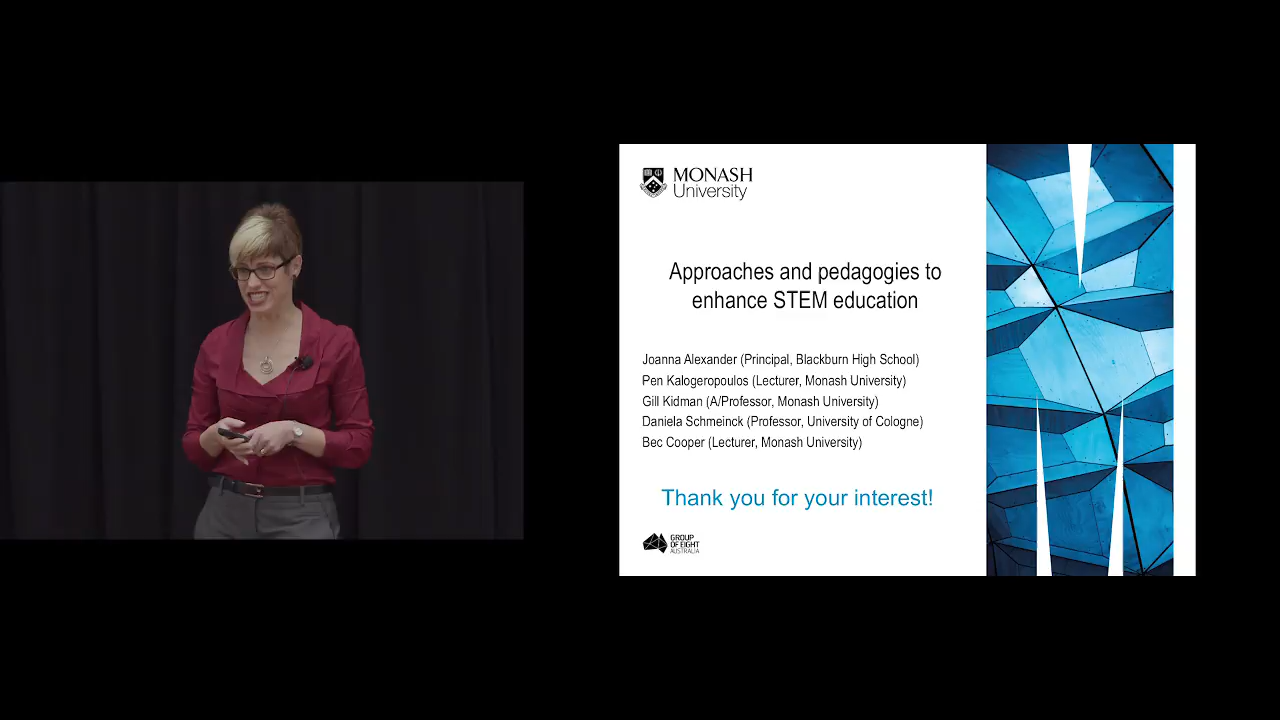 MONASH
University
Approaches and pedagogies to
enhance STEM education
Joanna Alexander (Principal, Blackburn High School)
Pen Kalogeropoulos (Lecturer, Monash University)
Gill Kidman (A/Professor, Monash University)
Daniela Schmeinck (Professor, University of Cologne)
Bec Cooper (Lecturer, Monash University)
Thank you for your interest!
GROUP
OF EIGHT
AUSTRALIA